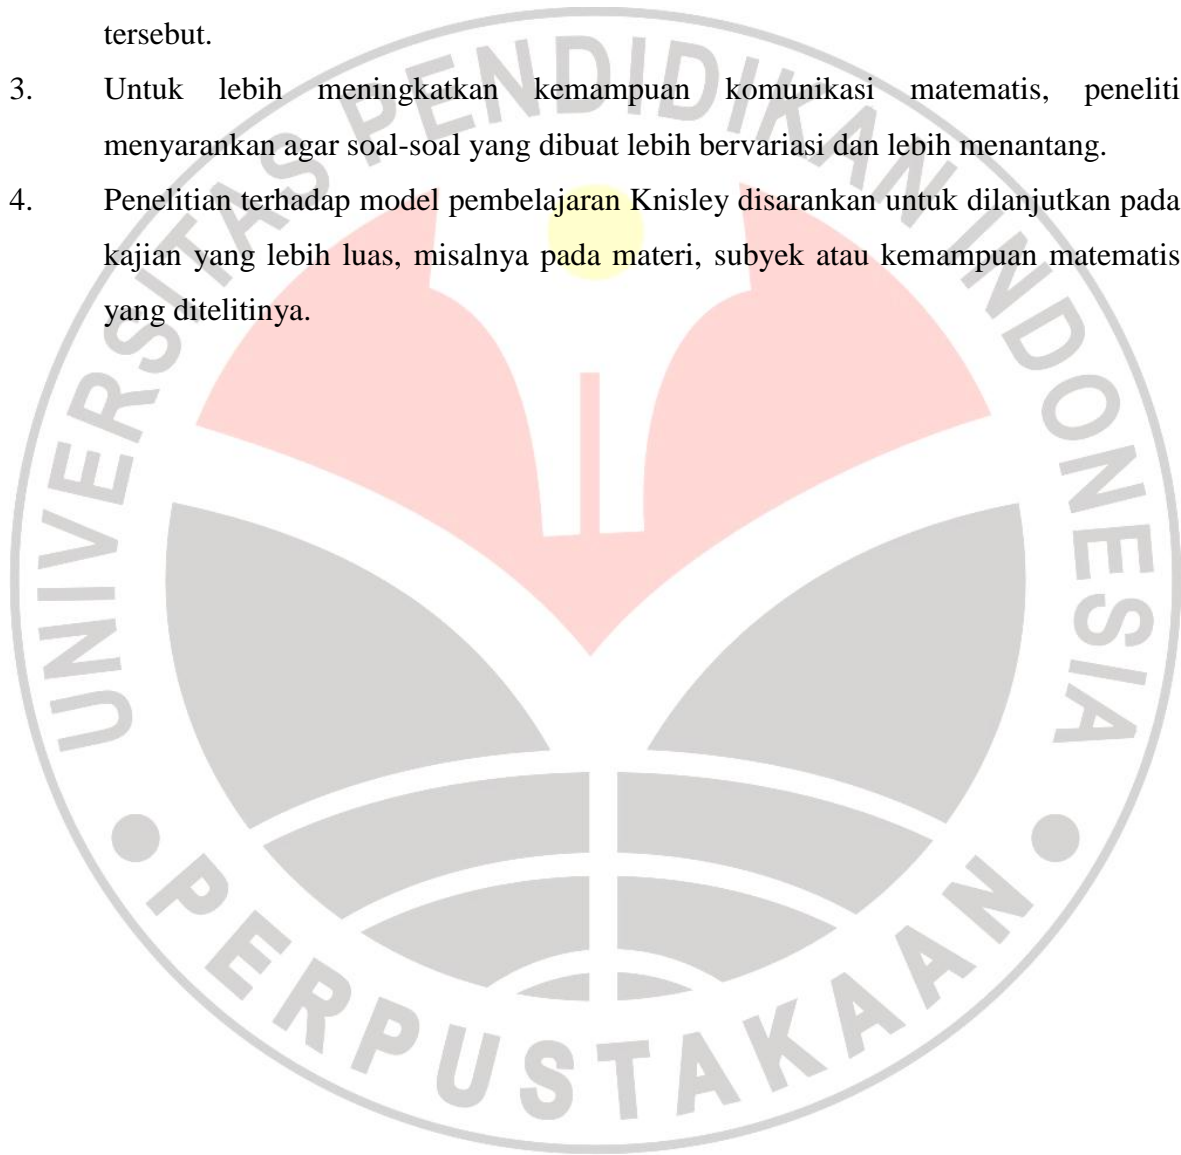 tersebut.
3. Untuk lebih meningkatkan kemampuan komunikasi matematis, peneliti
menyarankan agar soal-soal yang dibuat lebih bervariasi dan lebih menantang.
4. Penelitian terhadap model pembelajaran Knisley disarankan untuk dilanjutkan pada
kajian yang lebih luas, misalnya pada materi, subyek atau kemampuan matematis
yang ditelitinya.
UNIVERSITAS PENDIDIKAN INDONESIA
PERPUSTAKAAN